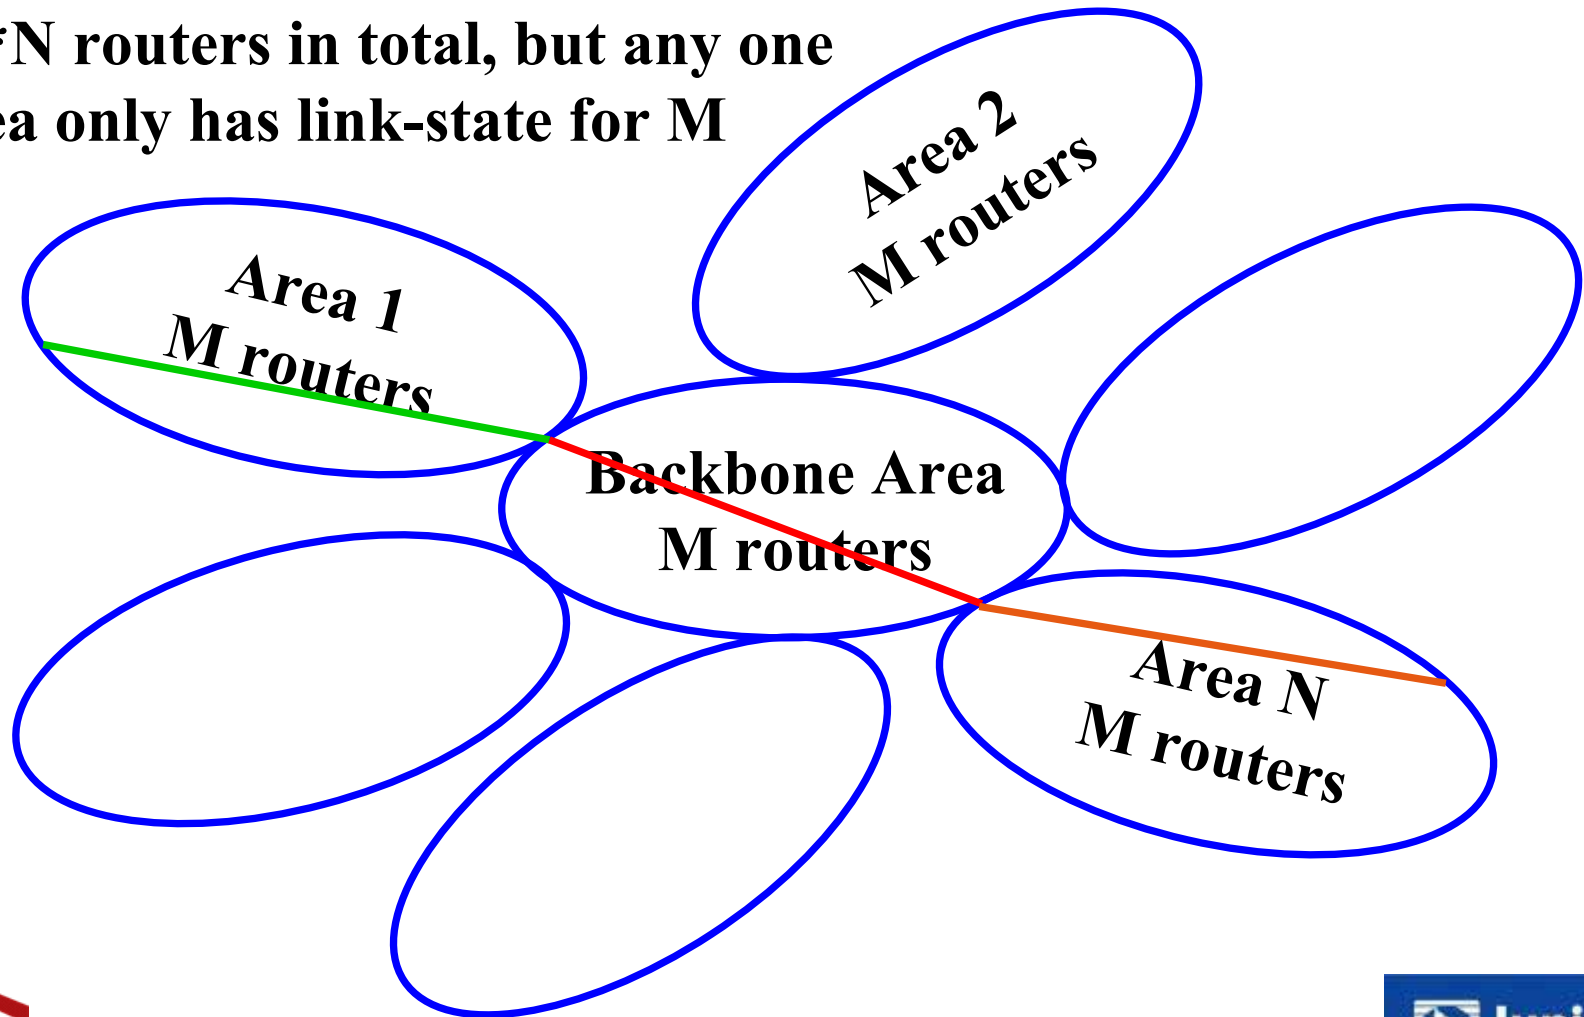 *N routers in total, but any one
ea only has link-state for M
Area 2
M routers
Area 1
M routers
Backbone Area
M routers
Area N
M routers